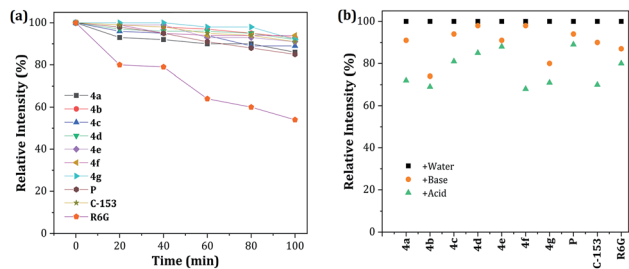 (a)
Relative Intensity (%)
100
80
60
40
20
0
4a
4b
4c
4d
4e
4f
4g
P
C-153
R6G
0 20 40 60 80 100
Time (min)
(b)
Relative Intensity (%)
100
80
60
40
20
0
+Water
+Base
+Acid
4a 4b 4c 4d 4e 4f 4g P C-153 R6G